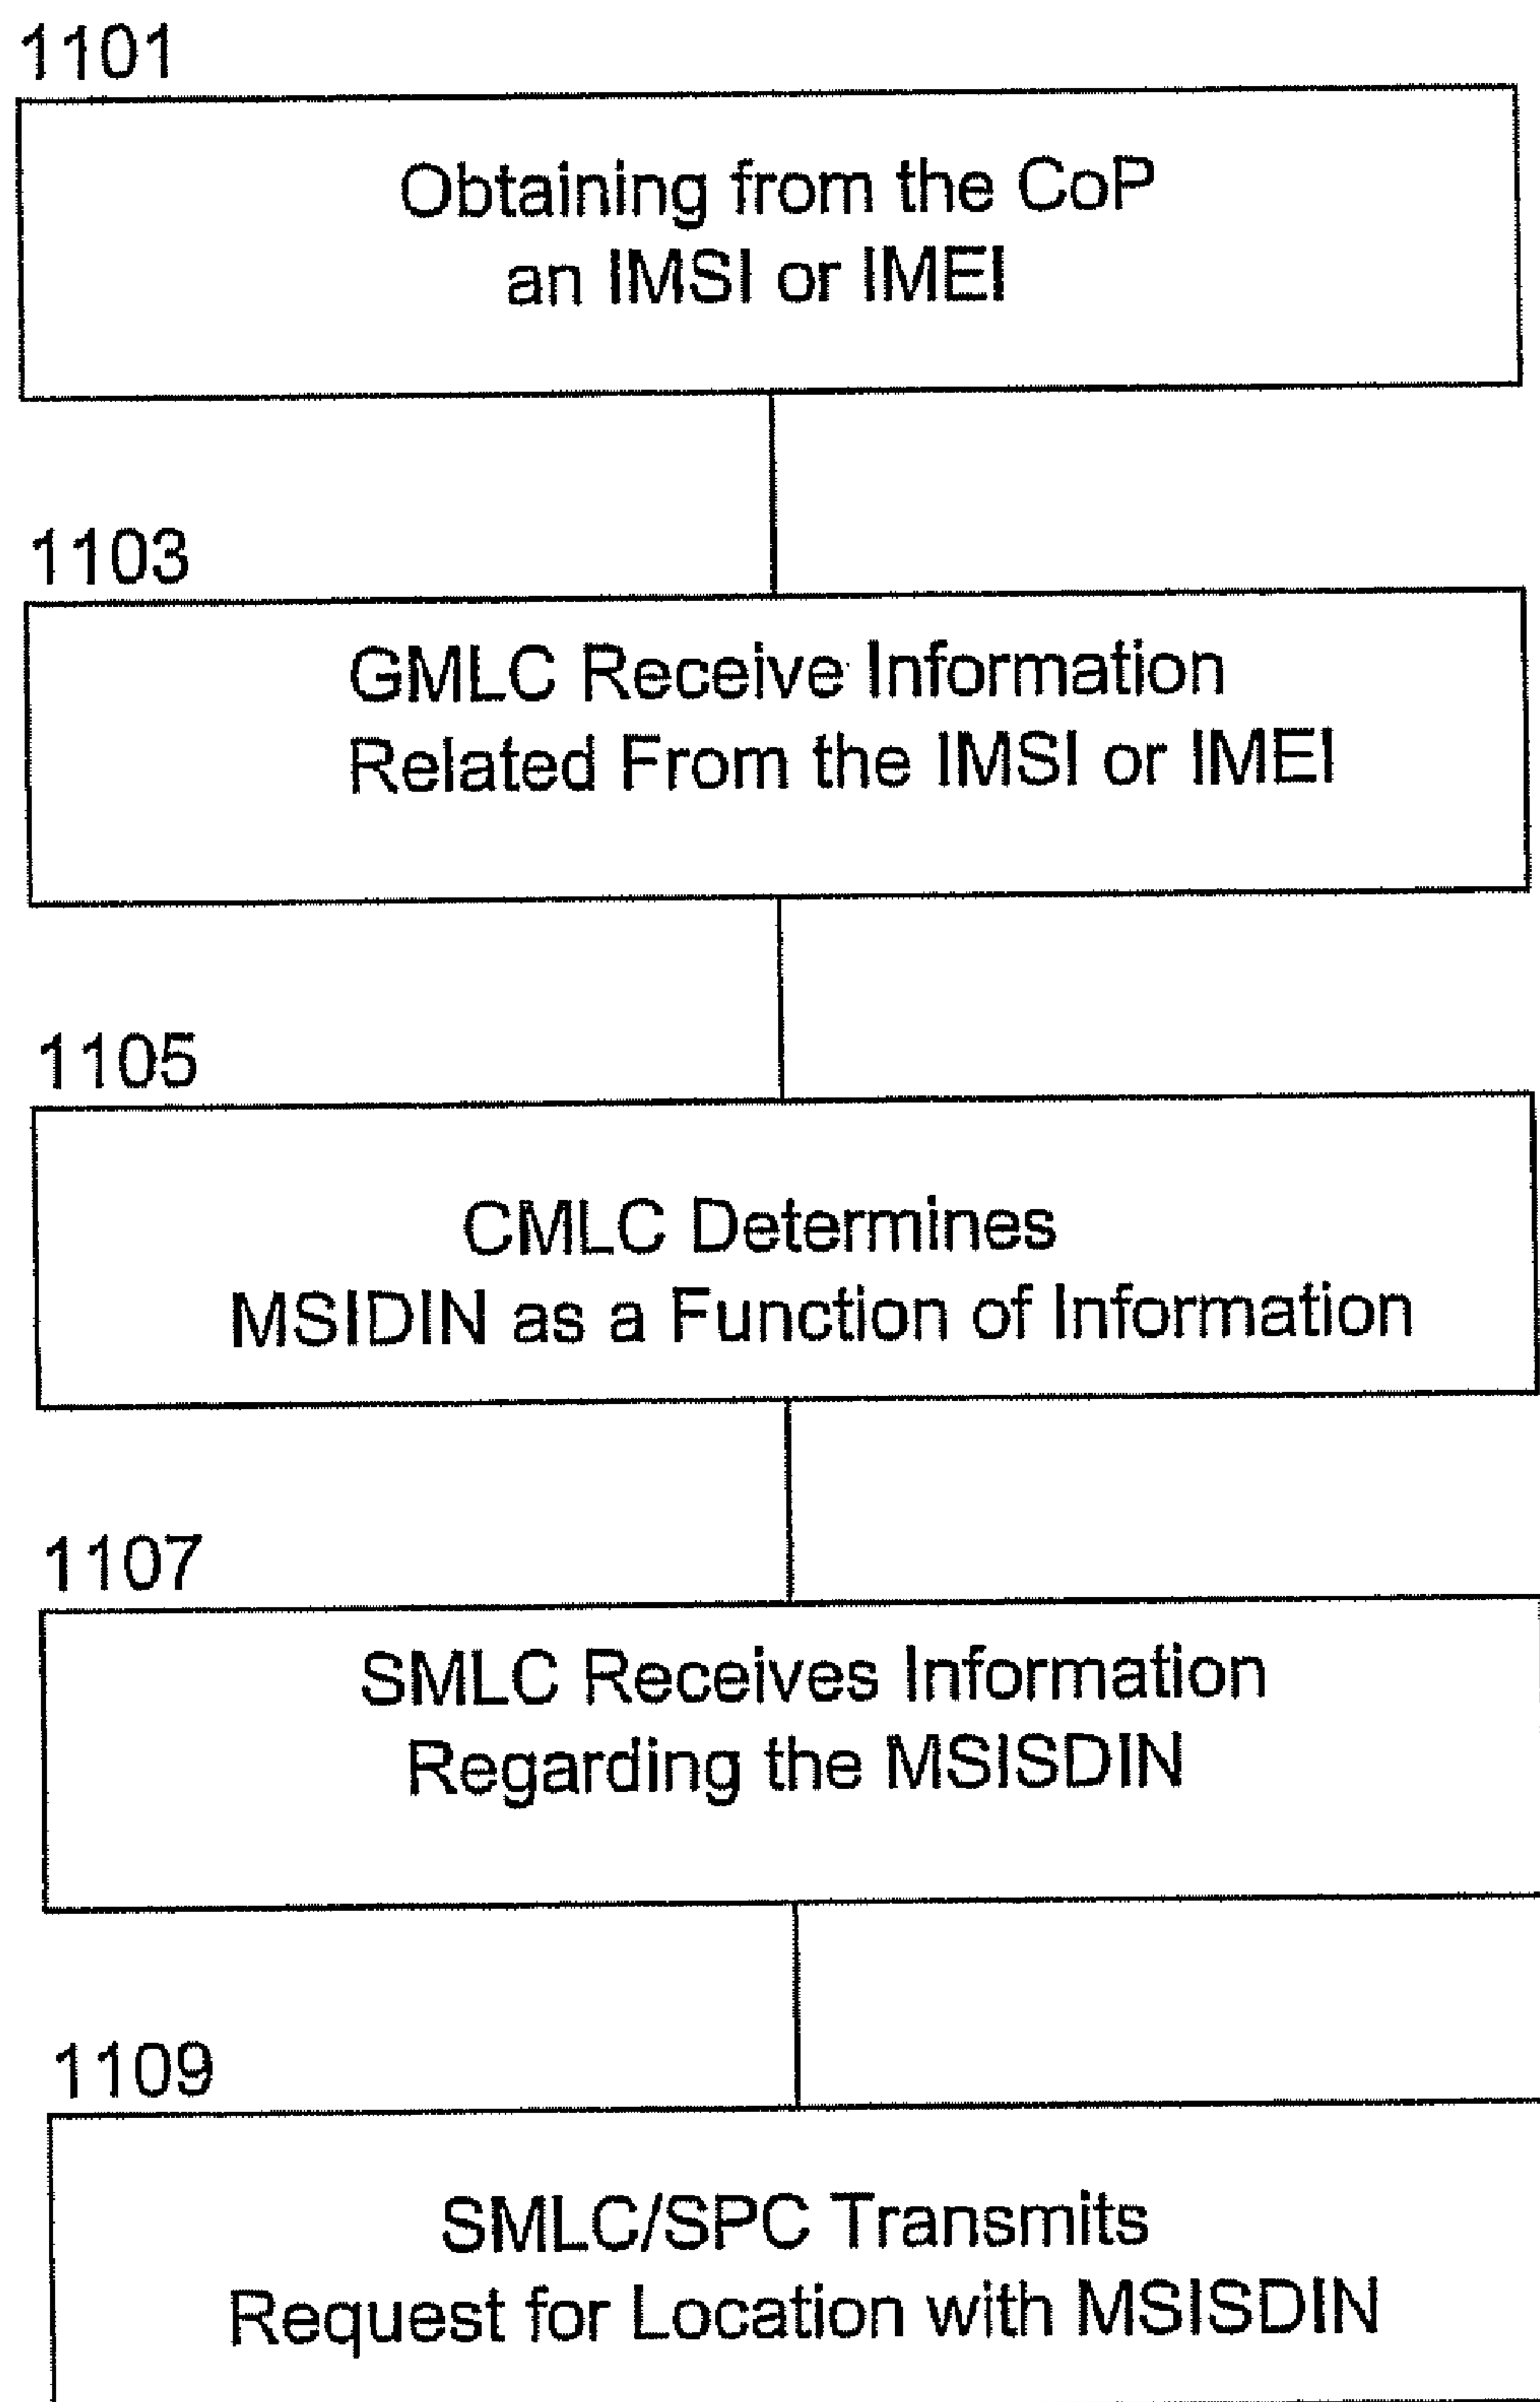 1101
Obtaining from the CoP
an IMSI or IMEI
1103
GMLC Receive Information
Related From the IMSI or IMEI
1105
CMLC Determines
MSIDIN as a Function of Information
1107
SMLC Receives Information
Regarding the MSISDIN
1109
SMLC/SPC Transmits
Request for Location with MSISDIN